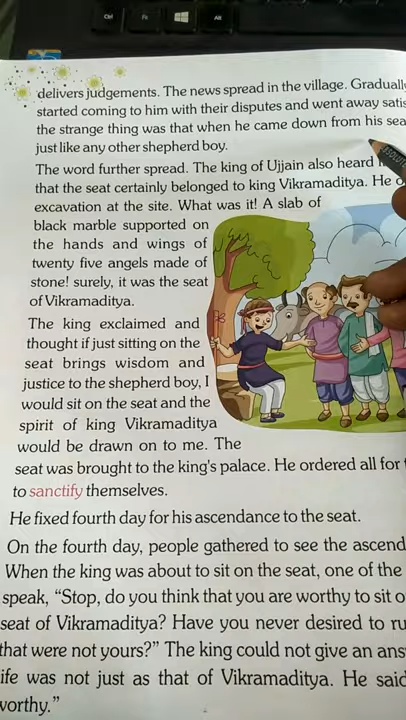 Ctrl Fn Alt
delivers judgements. The news spread in the village. Gradually
started coming to him with their disputes and went away
the strange thing was that when he came down from his
just like any other shepherd boy.
The word further spread. The king of Ujjain also heard
that the seat certainly belonged to king Vikramaditya. He
excavation at the site. What was it! A slab of
black marble supported on
the hands and wings of
twenty five angels made of
stone! surely, it was the seat
of Vikramaditya.
The king exclaimed and
thought if just sitting on the
seat brings wisdom and
justice to the shepherd boy, I
would sit on the seat and the
spirit of king Vikramaditya
would be drawn on to me. The
seat was brought to the king's palace. He ordered all for
to sanctify themselves.
He fixed fourth day for his ascendance to the seat.
On the fourth day, people gathered to see the
When the king was about to sit on the seat, one of the
speak, “Stop, do you think that you are worthy to sit
seat of Vikramaditya? Have you never desired to
that were not yours?” The king could not give an
life was not just as that of Vikramaditya. He said
worthy.”